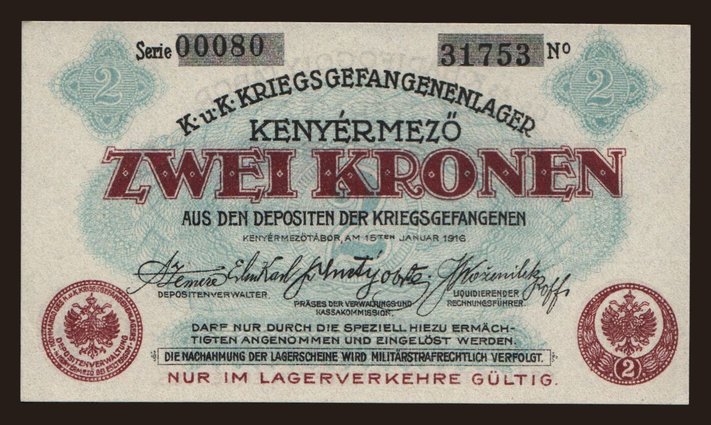 2 Serie 00080 31753 No 2
K.u.K. KRIEGSGEFANGENENLAGER
KENYÉRMEZŐ
ZWEI KRONEN
AUS DEN DEPOSITEN DER KRIEGSGEFANGENEN
KENYÉRMEZŐTÁBOR, AM 15TEN JANUAR 1916
DEPOSITENVERWALTER
PRÄSES DER VERWALTUNGS UND
KASSAKOMMISSION.
LIQUIDIERENDER
RECHNUNGSFÜHRER
DARF NUR DURCH DIE SPEZIELL HIEZU ERMÄCH-
TIGTEN ANGENOMMEN UND EINGELÖST WERDEN.
DIE NACHAHMUNG DER LAGERSCHEINE WIRD MILITÄRSTRAFRECHTLICH VERFOLGT.
NUR IM LAGERVERKEHRE GÜLTIG.
DEPOSITENVERWALTUNG
2